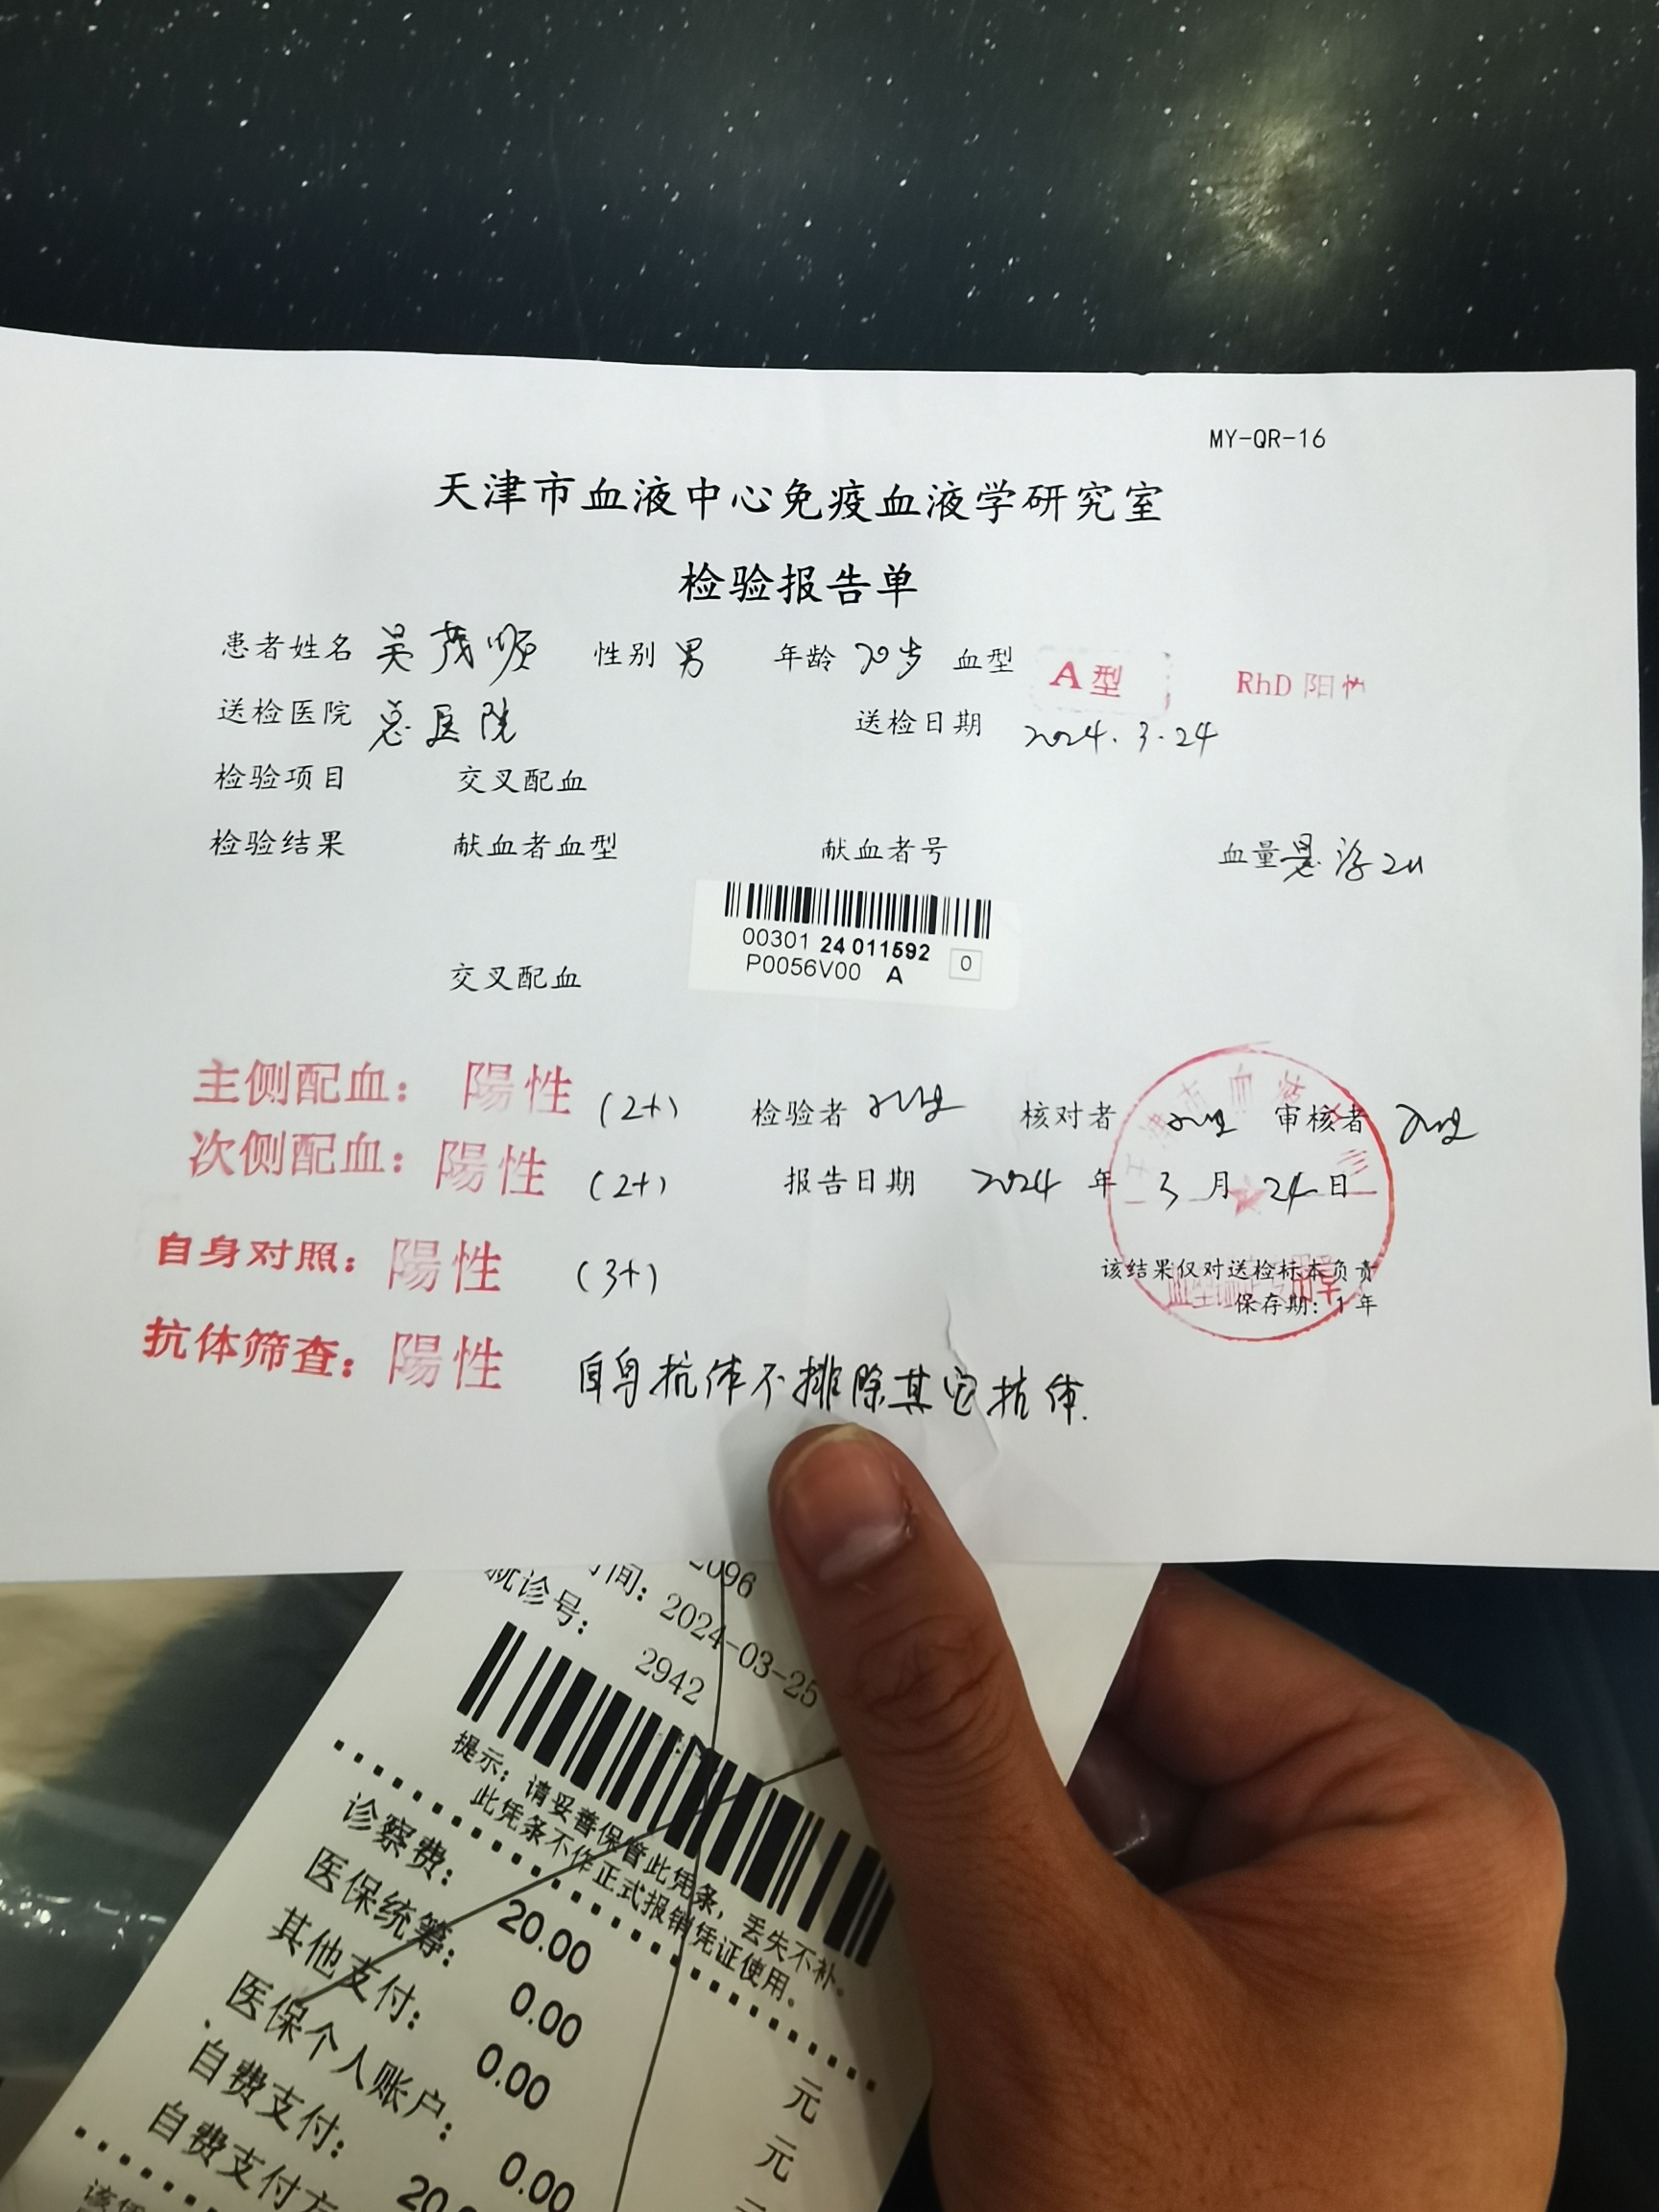 MY-QR-16
天津市血液中心免疫血液学研究室
检验报告单
患者姓名 吴茂顺 性别 男 年龄 70岁 血型 A型 RhD 阳性
送检医院 总医院 送检日期 2024.3.24
检验项目 交叉配血
检验结果 献血者血型 献血者号 血量 悬浮2u
00301 24 011592 0
P0056V00 A
交叉配血
主侧配血: 陽性 (2+) 检验者 核对者 审核者
次侧配血: 陽性 (2+) 报告日期 2024 年 3 月 24 日
自身对照: 陽性 (3+)
该结果仅对送检标本负责
保存期: 1 年
抗体筛查: 陽性 自身抗体不排除其它抗体.
2096
间: 2024-03-25
就诊号: 2942
提示: 请妥善保管此凭条, 丢失不补。
此凭条不作正式报销凭证使用。
诊察费: 20.00 元
医保统筹: 0.00 元
其他支付: 0.00
医保个人账户: 0.00
自费支付: 20.
自费支付方